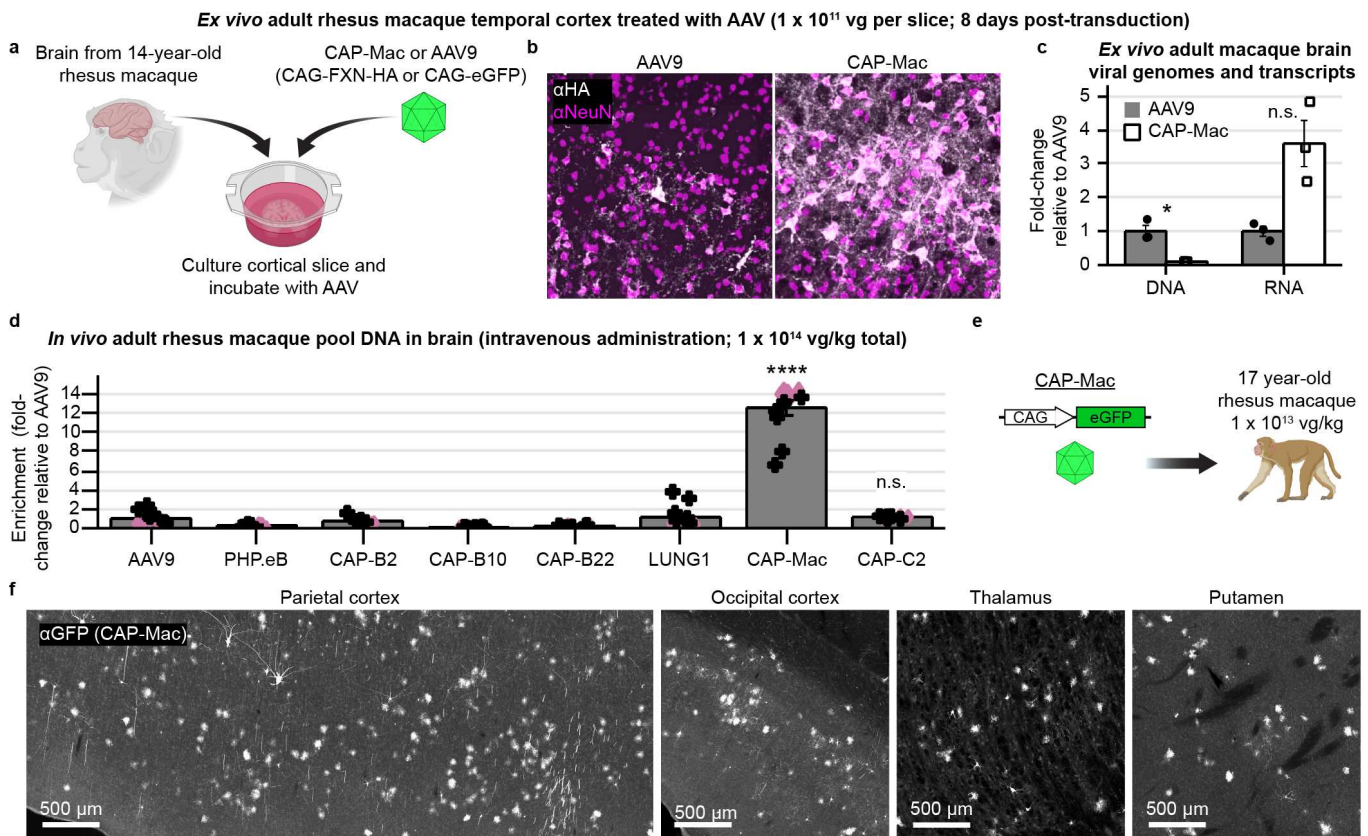 Ex vivo adult rhesus macaque temporal cortex treated with AAV (1 x 10¹¹ vg per slice; 8 days post-transduction)
a
Brain from 14-year-old
rhesus macaque
CAP-Mac or AAV9
(CAG-FXN-HA or CAG-eGFP)
Culture cortical slice and
incubate with AAV
b
AAV9
CAP-Mac
αHA
αNeuN
c
Ex vivo adult macaque brain
viral genomes and transcripts
Fold-change
relative to AAV9
5
4
3
2
1
0
AAV9
CAP-Mac
n.s.
*
DNA
RNA
d
In vivo adult rhesus macaque pool DNA in brain (intravenous administration; 1 x 10¹⁴ vg/kg total)
Enrichment (fold-
change relative to AAV9)
14
12
10
8
6
4
2
0
****
n.s.
AAV9
PHP.eB
CAP-B2
CAP-B10
CAP-B22
LUNG1
CAP-Mac
CAP-C2
e
CAP-Mac
CAG
eGFP
17 year-old
rhesus macaque
1 x 10¹³ vg/kg
f
Parietal cortex
Occipital cortex
Thalamus
Putamen
αGFP (CAP-Mac)
500 µm
500 µm
500 µm
500 µm